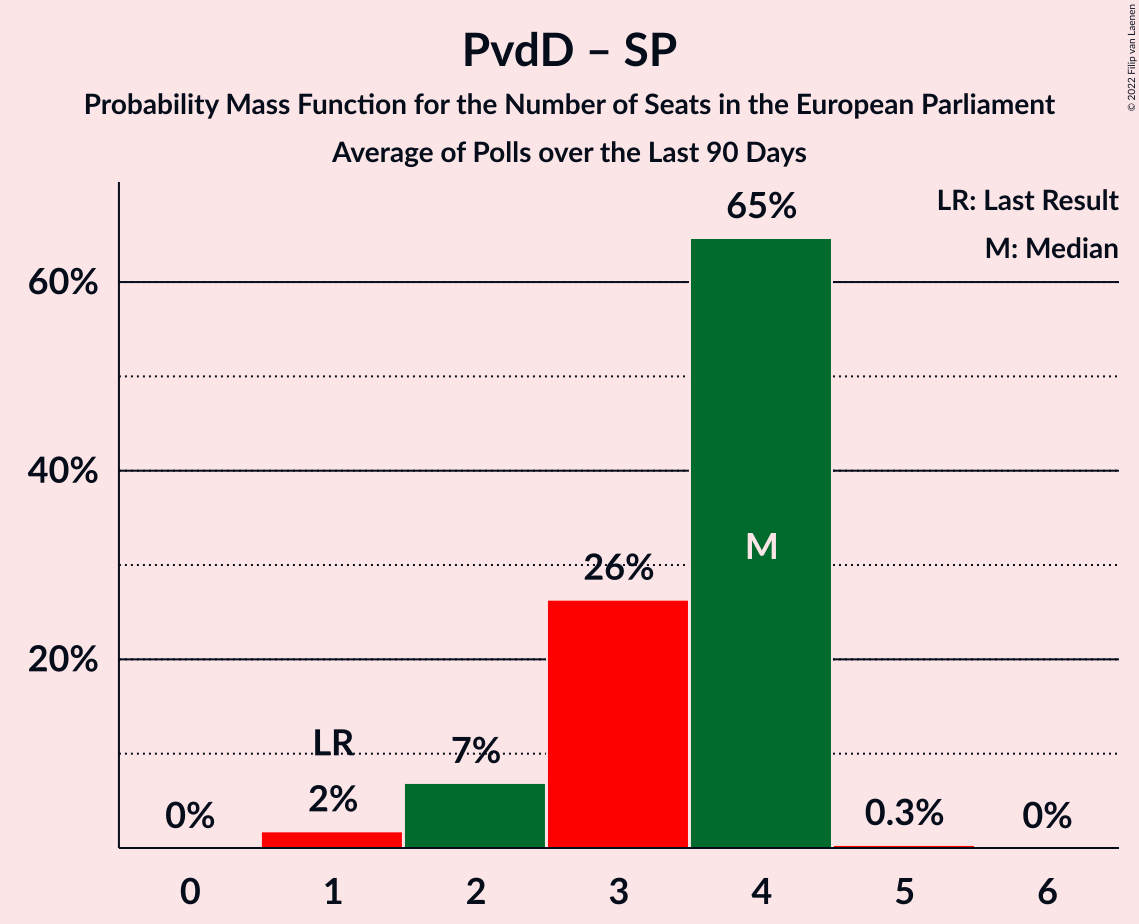 PvdD – SP
Probability Mass Function for the Number of Seats in the European Parliament
Average of Polls over the Last 90 Days
© 2022 Filip van Laenen
LR: Last Result
M: Median
60%
40%
20%
0%
LR
2%
7%
26%
65%
M
0.3%
0%
0 1 2 3 4 5 6